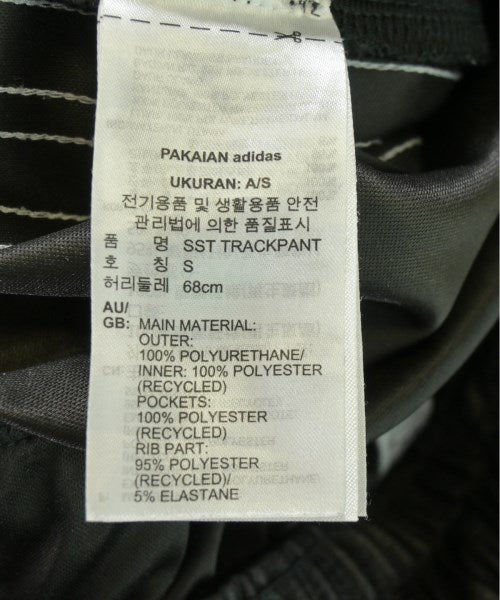 PAKAIAN adidas
UKURAN: A/S
전기용품 및 생활용품 안전
관리법에 의한 품질표시
품 명 SST TRACKPANT
호 칭 S
허리둘레 68cm
AU/
GB: MAIN MATERIAL:
OUTER:
100% POLYURETHANE/
INNER: 100% POLYESTER
(RECYCLED)
POCKETS:
100% POLYESTER
(RECYCLED)
RIB PART:
95% POLYESTER
(RECYCLED)/
5% ELASTANE